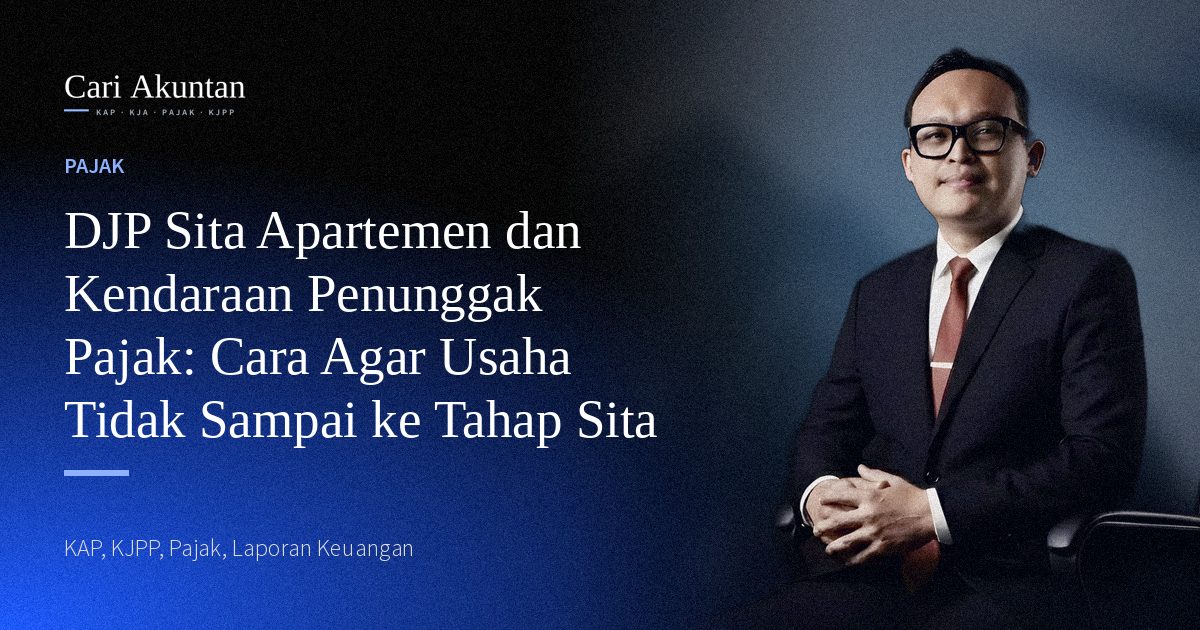 Cari Akuntan
KAP · KJA · PAJAK · KJPP
PAJAK
DJP Sita Apartemen dan
Kendaraan Penunggak
Pajak: Cara Agar Usaha
Tidak Sampai ke Tahap Sita
KAP, KJPP, Pajak, Laporan Keuangan